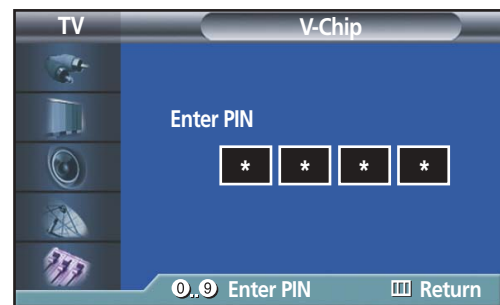 TV V-Chip
Enter PIN
* * * *
0..9 Enter PIN Return